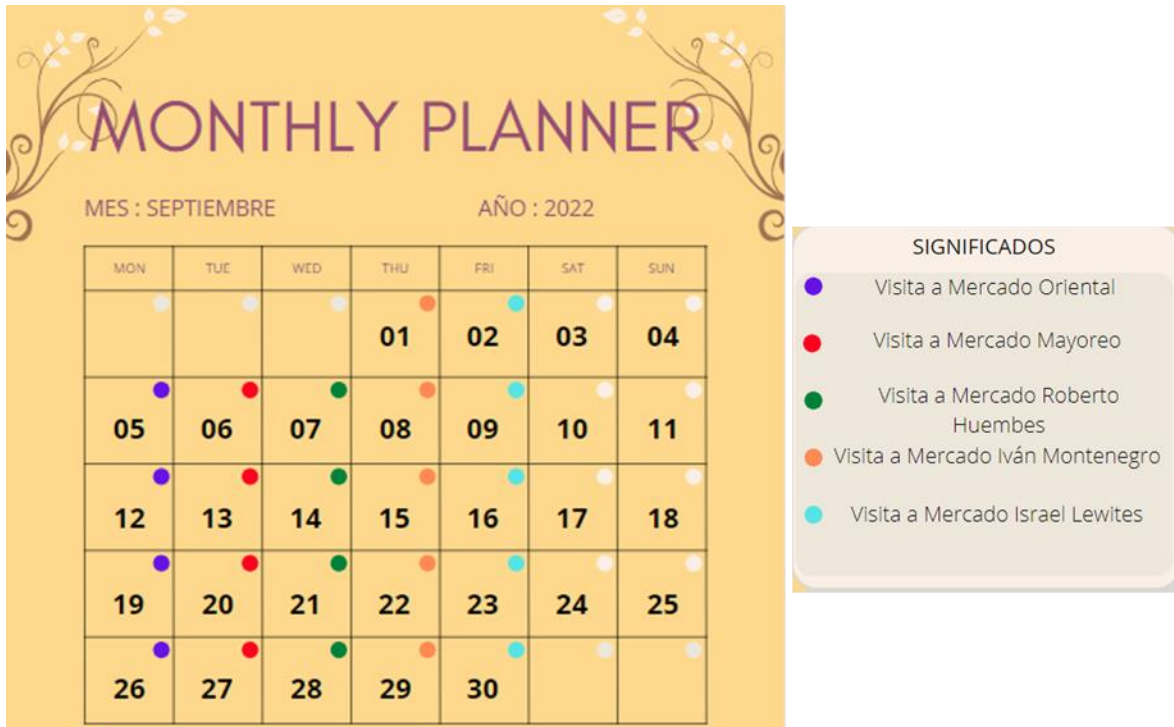 MONTHLY PLANNER
MES : SEPTIEMBRE AÑO : 2022
MON TUE WED THU FRI SAT SUN
01 02 03 04
05 06 07 08 09 10 11
12 13 14 15 16 17 18
19 20 21 22 23 24 25
26 27 28 29 30
SIGNIFICADOS
Visita a Mercado Oriental
Visita a Mercado Mayoreo
Visita a Mercado Roberto
Huembes
Visita a Mercado Iván Montenegro
Visita a Mercado Israel Lewites